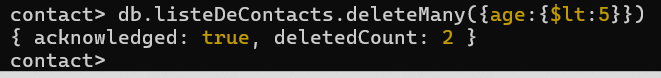 contact> db.listeDeContacts.deleteMany({age:{$lt:5}})
{ acknowledged: true, deletedCount: 2 }
contact>